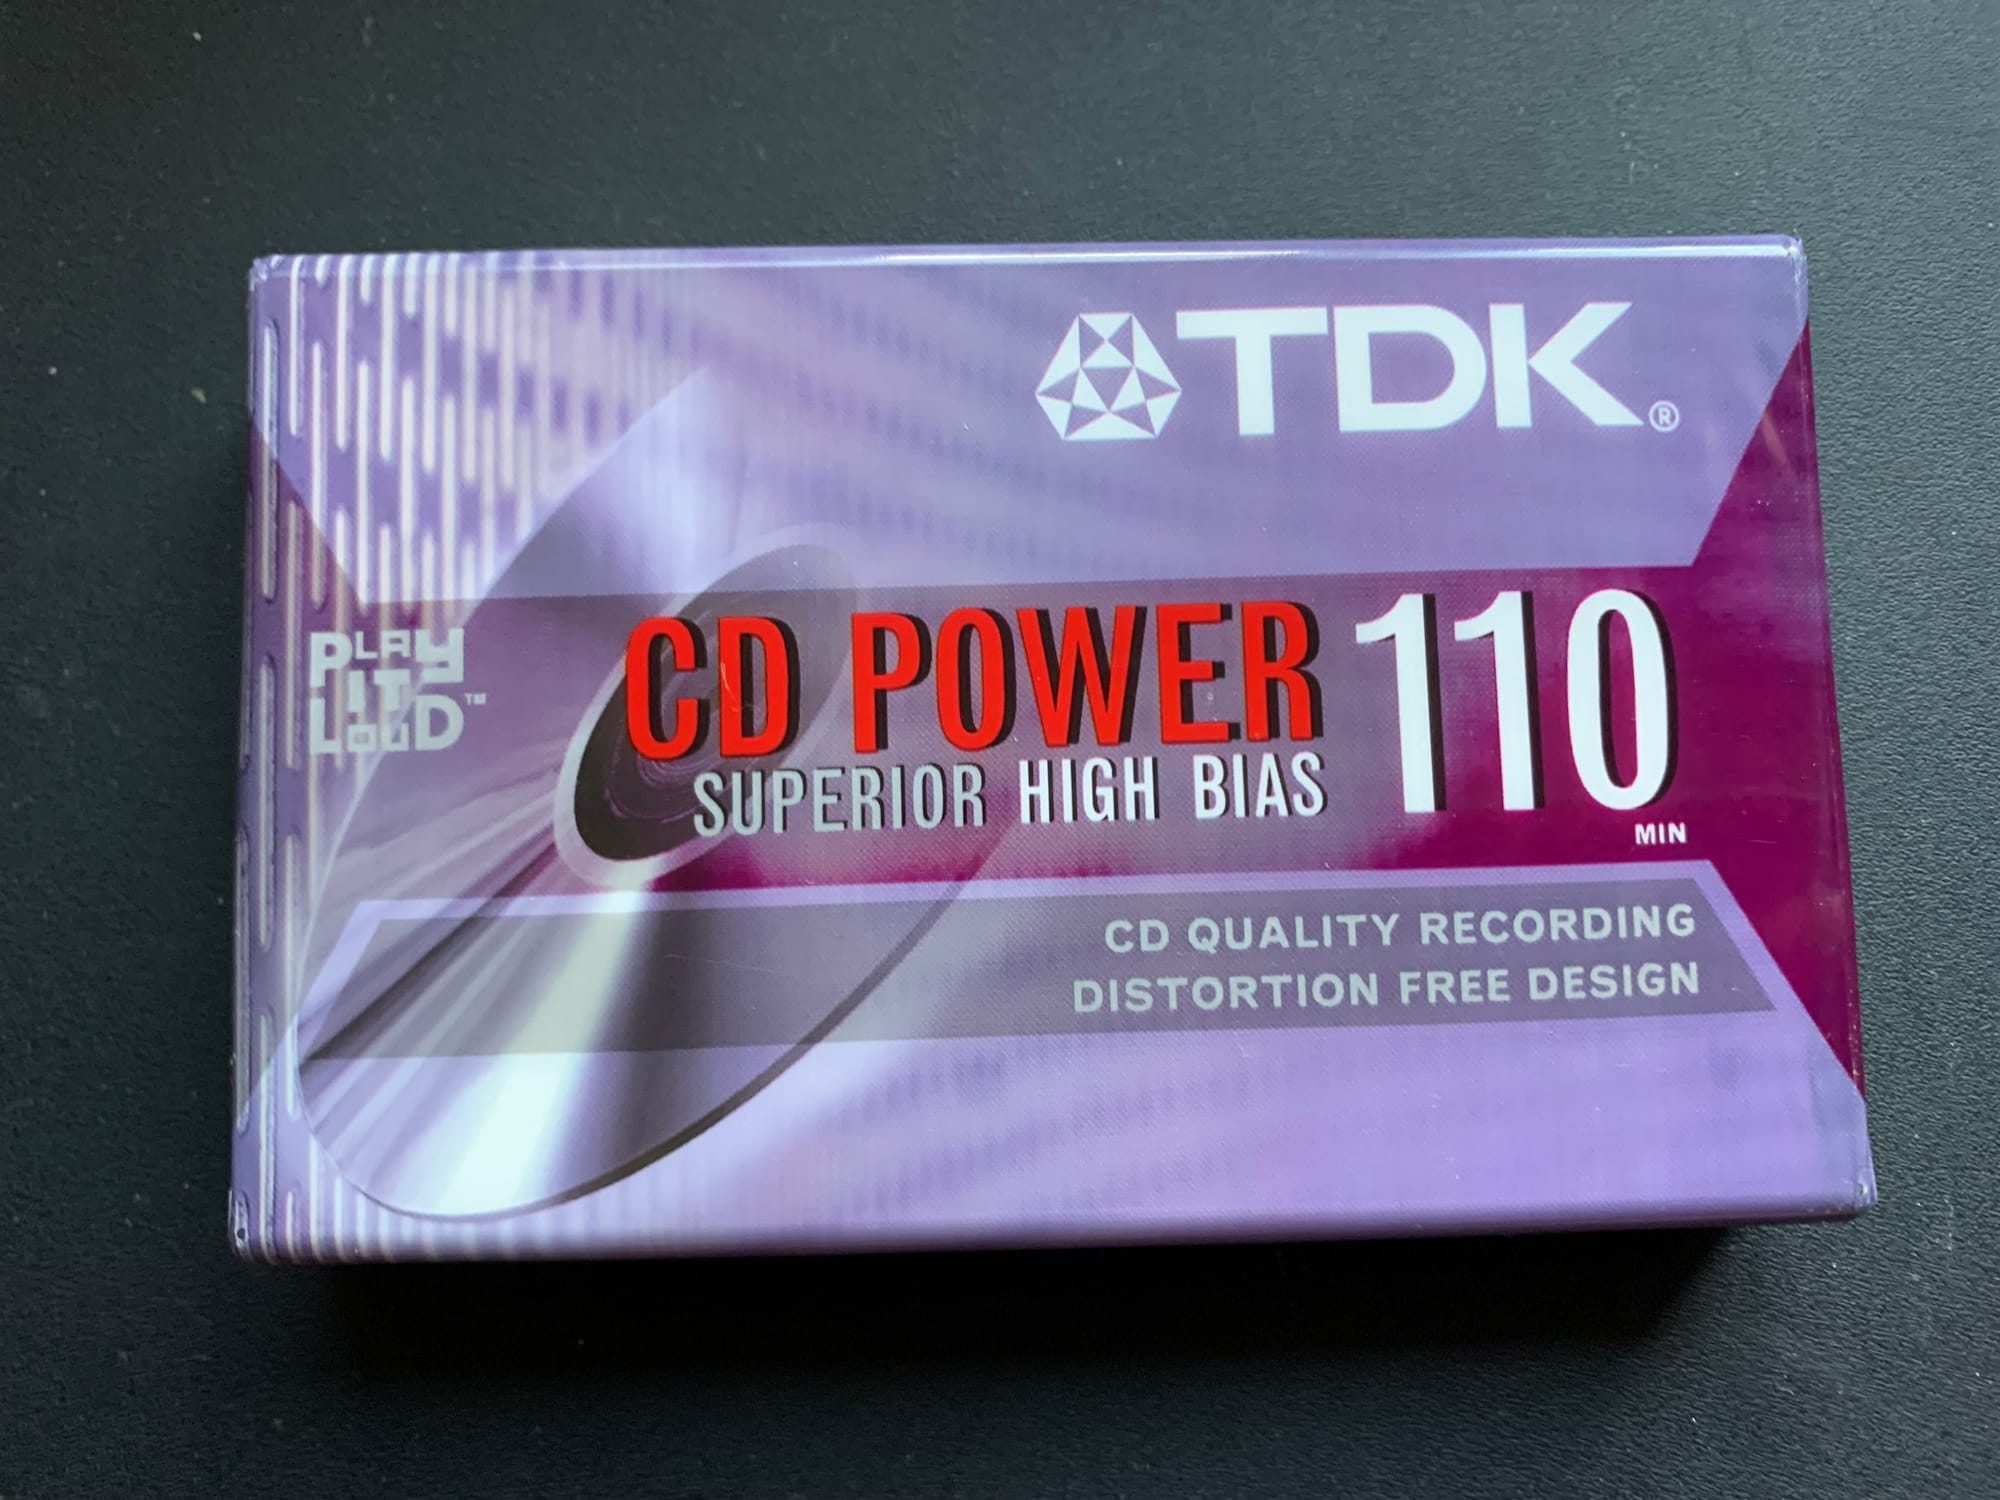 TDK®
PLAY
IT
LOUD™
CD POWER 110
SUPERIOR HIGH BIAS
MIN
CD QUALITY RECORDING
DISTORTION FREE DESIGN